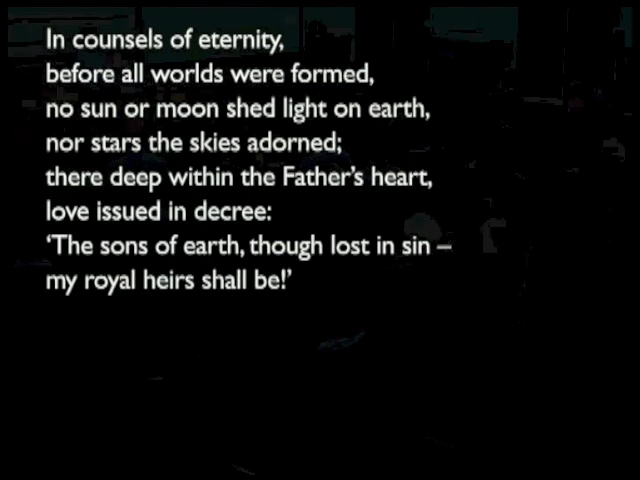 In counsels of eternity,
before all worlds were formed,
no sun or moon shed light on earth,
nor stars the skies adorned;
there deep within the Father’s heart,
love issued in decree:
‘The sons of earth, though lost in sin –
my royal heirs shall be!’